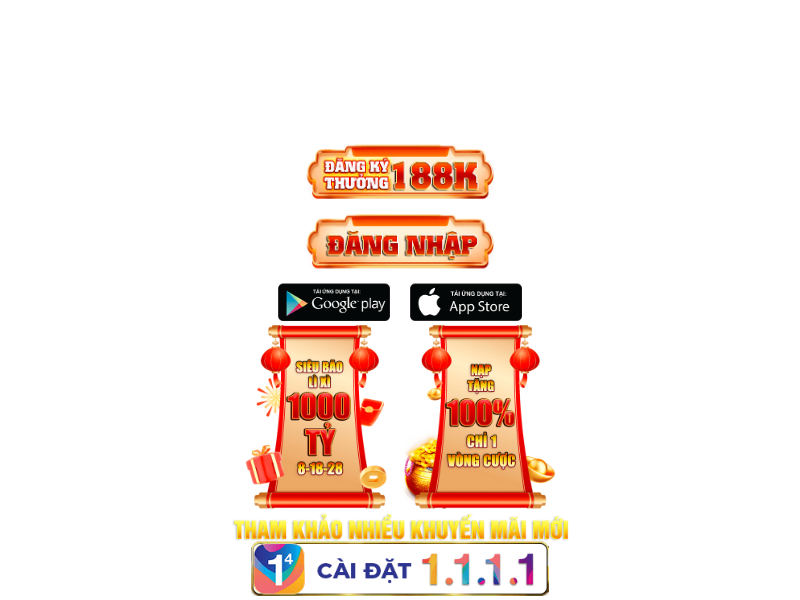 ĐĂNG KÝ
THƯỞNG 188K
ĐĂNG NHẬP
TẢI ỨNG DỤNG TẠI:
Google play
TẢI ỨNG DỤNG TẠI:
App Store
SIÊU BÃO
LÌ XÌ
1000
TỶ
8-18-28
NẠP
TẶNG
100%
CHỈ 1
VÒNG CƯỢC
THAM KHẢO NHIỀU KHUYẾN MÃI MỚI
1⁴ CÀI ĐẶT 1.1.1.1